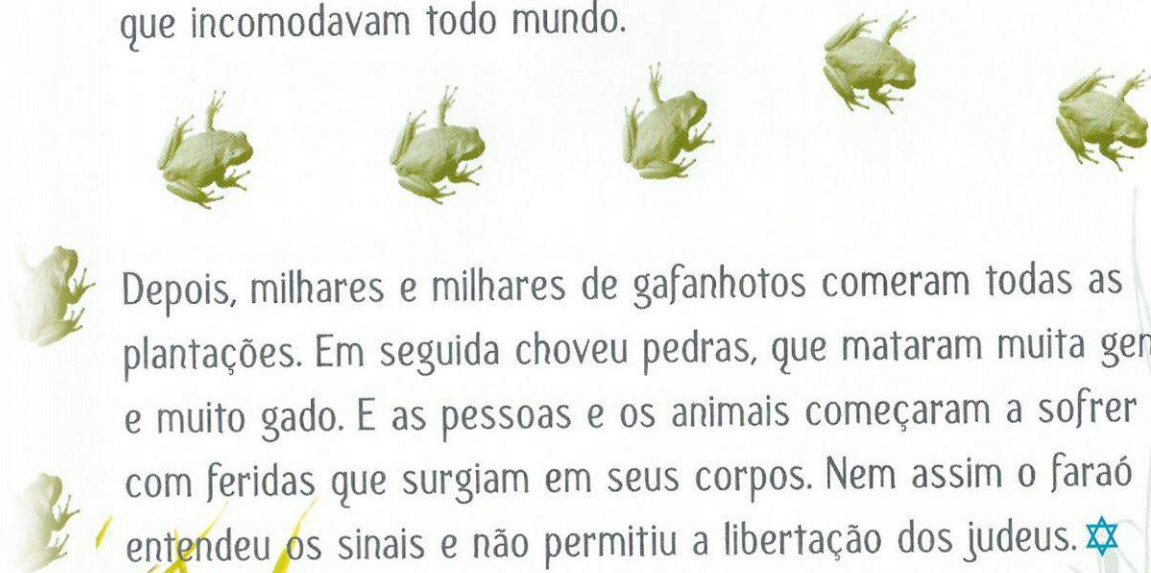 que incomodavam todo mundo.
Depois, milhares e milhares de gafanhotos comeram todas as
plantações. Em seguida choveu pedras, que mataram muita
e muito gado. E as pessoas e os animais começaram a sofrer
com feridas que surgiam em seus corpos. Nem assim o faraó
entendeu os sinais e não permitiu a libertação dos judeus. ✡